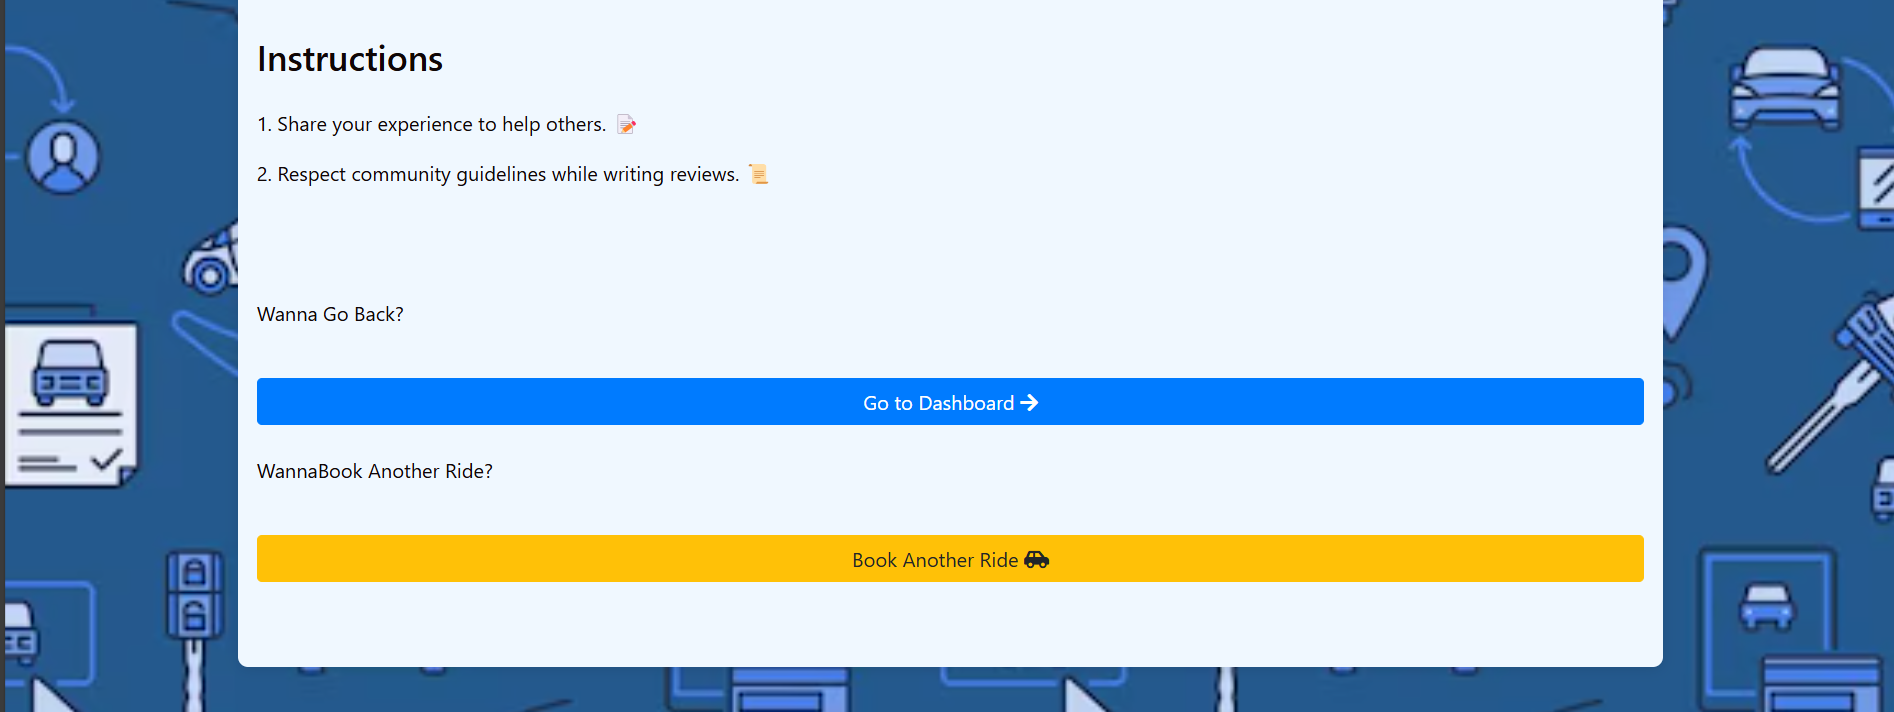 Instructions
1. Share your experience to help others. 📝
2. Respect community guidelines while writing reviews. 📜
Wanna Go Back?
Go to Dashboard →
WannaBook Another Ride?
Book Another Ride